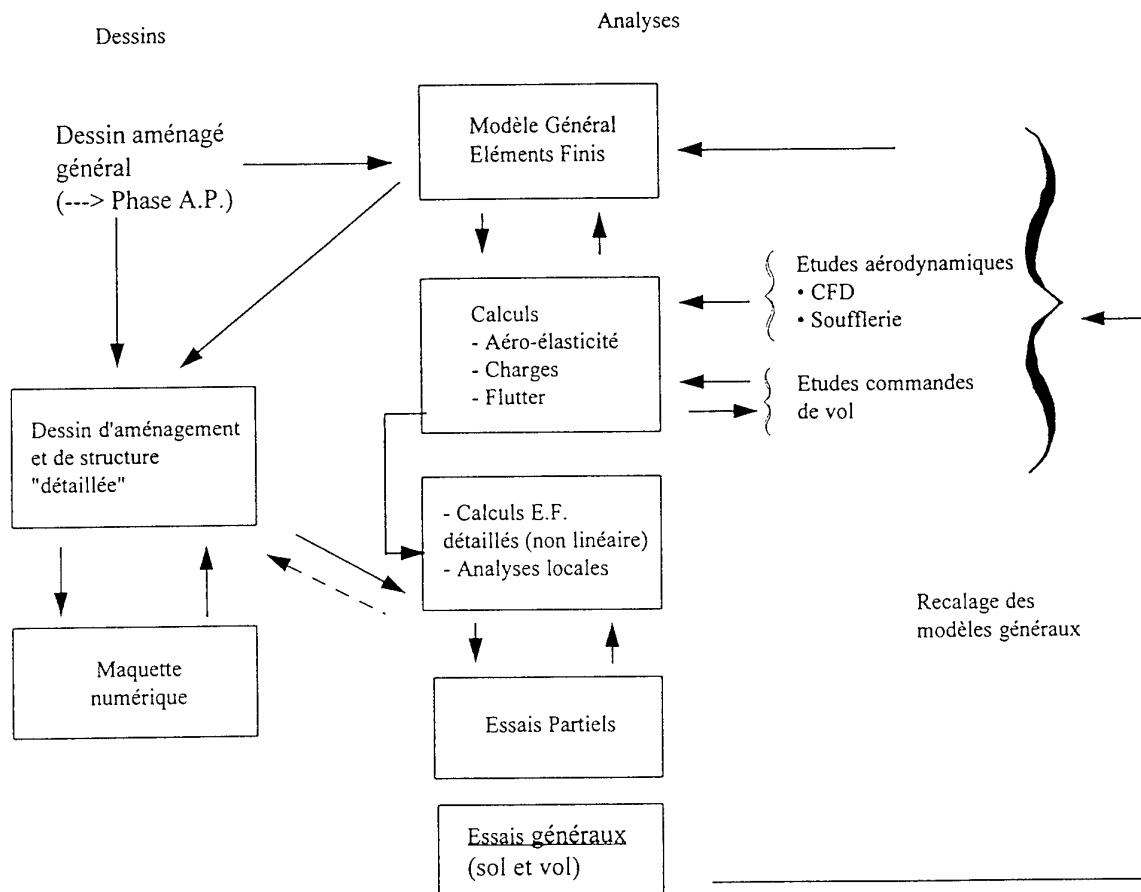 Dessins
Analyses
Dessin aménagé
général
(---> Phase A.P.)
Modèle Général
Eléments Finis
Calculs
- Aéro-élasticité
- Charges
- Flutter
Etudes aérodynamiques
• CFD
• Soufflerie
Etudes commandes
de vol
Dessin d'aménagement
et de structure
"détaillée"
- Calculs E.F.
détaillés (non linéaire)
- Analyses locales
Recalage des
modèles généraux
Maquette
numérique
Essais Partiels
Essais généraux
(sol et vol)